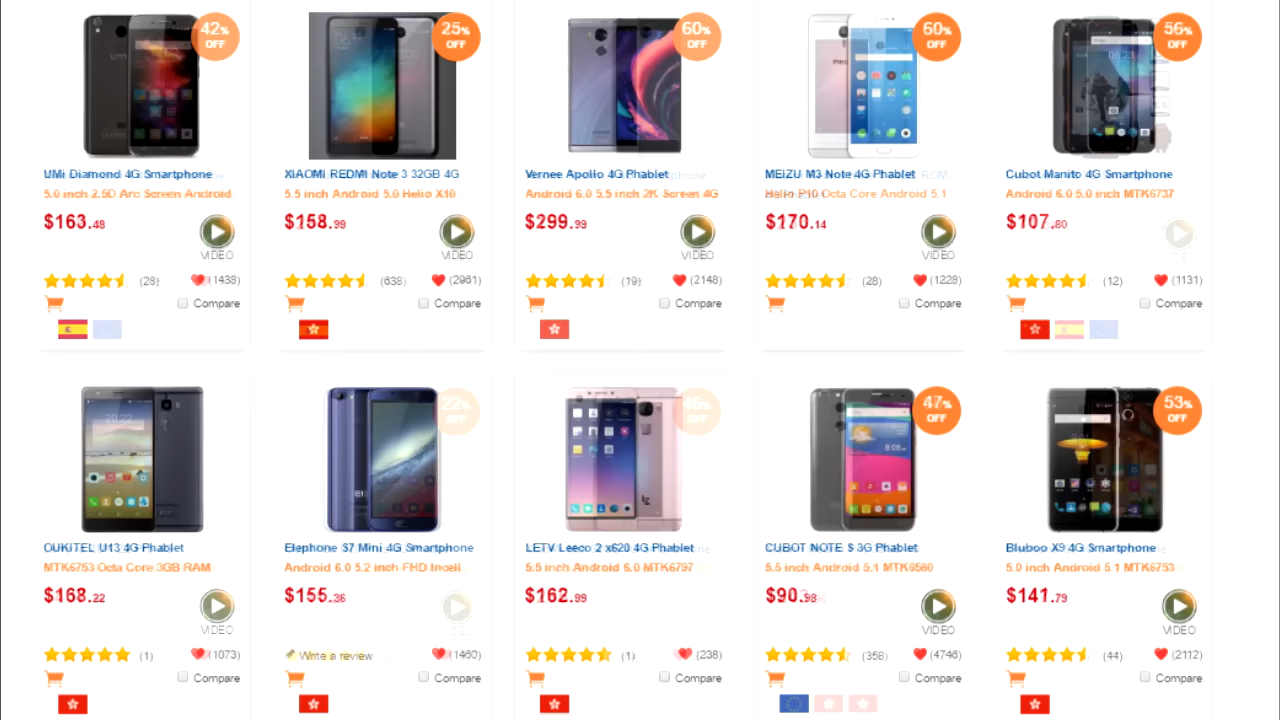 42% OFF
25% OFF
60% OFF
60% OFF
56% OFF
UMi Diamond 4G Smartphone
5.0 inch 2.5D Arc Screen Android
$163.48
VIDEO
(28) (1438)
Compare
XIAOMI REDMI Note 3 32GB 4G
5.5 inch Android 5.0 Helio X10
$158.99
VIDEO
(638) (2961)
Compare
Vernee Apollo 4G Phablet
Android 6.0 5.5 inch 2K Screen 4G
$299.99
VIDEO
(19) (2148)
Compare
MEIZU M3 Note 4G Phablet
Helio P10 Octa Core Android 5.1
$170.14
VIDEO
(28) (1228)
Compare
Cubot Manito 4G Smartphone
Android 6.0 5.0 inch MTK6737
$107.80
(12) (1131)
Compare
22% OFF
47% OFF
53% OFF
OUKITEL U13 4G Phablet
MTK6753 Octa Core 3GB RAM
$168.22
VIDEO
(1) (1073)
Compare
Elephone S7 Mini 4G Smartphone
Android 6.0 5.2 inch FHD Incell
$155.36
Write a review (1460)
Compare
LETV Leeco 2 x620 4G Phablet
5.5 inch Android 6.0 MTK6797
$162.99
(1) (238)
Compare
CUBOT NOTE S 3G Phablet
5.5 inch Android 5.1 MTK6580
$90.98
VIDEO
(358) (4746)
Compare
Bluboo X9 4G Smartphone
5.0 inch Android 5.1 MTK6753
$141.79
VIDEO
(44) (2112)
Compare